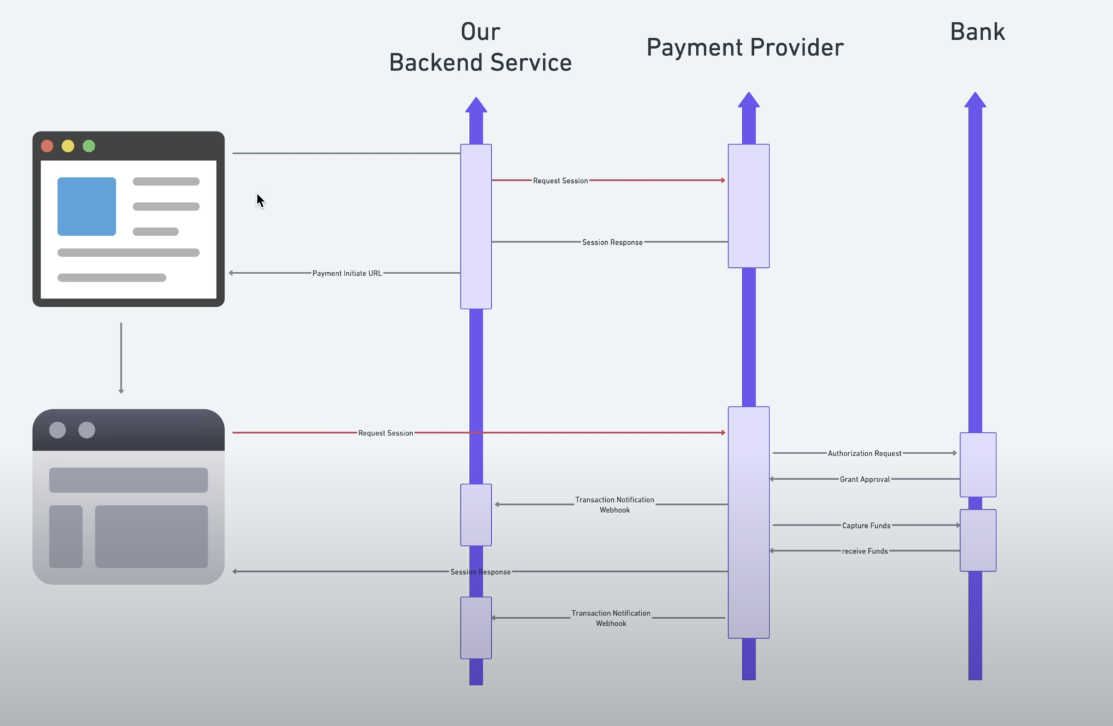 Our
Backend Service
Payment Provider
Bank
Request Session
Session Response
Payment Initiate URL
Request Session
Authorization Request
Grant Approval
Transaction Notification
Webhook
Capture Funds
receive Funds
Session Response
Transaction Notification
Webhook